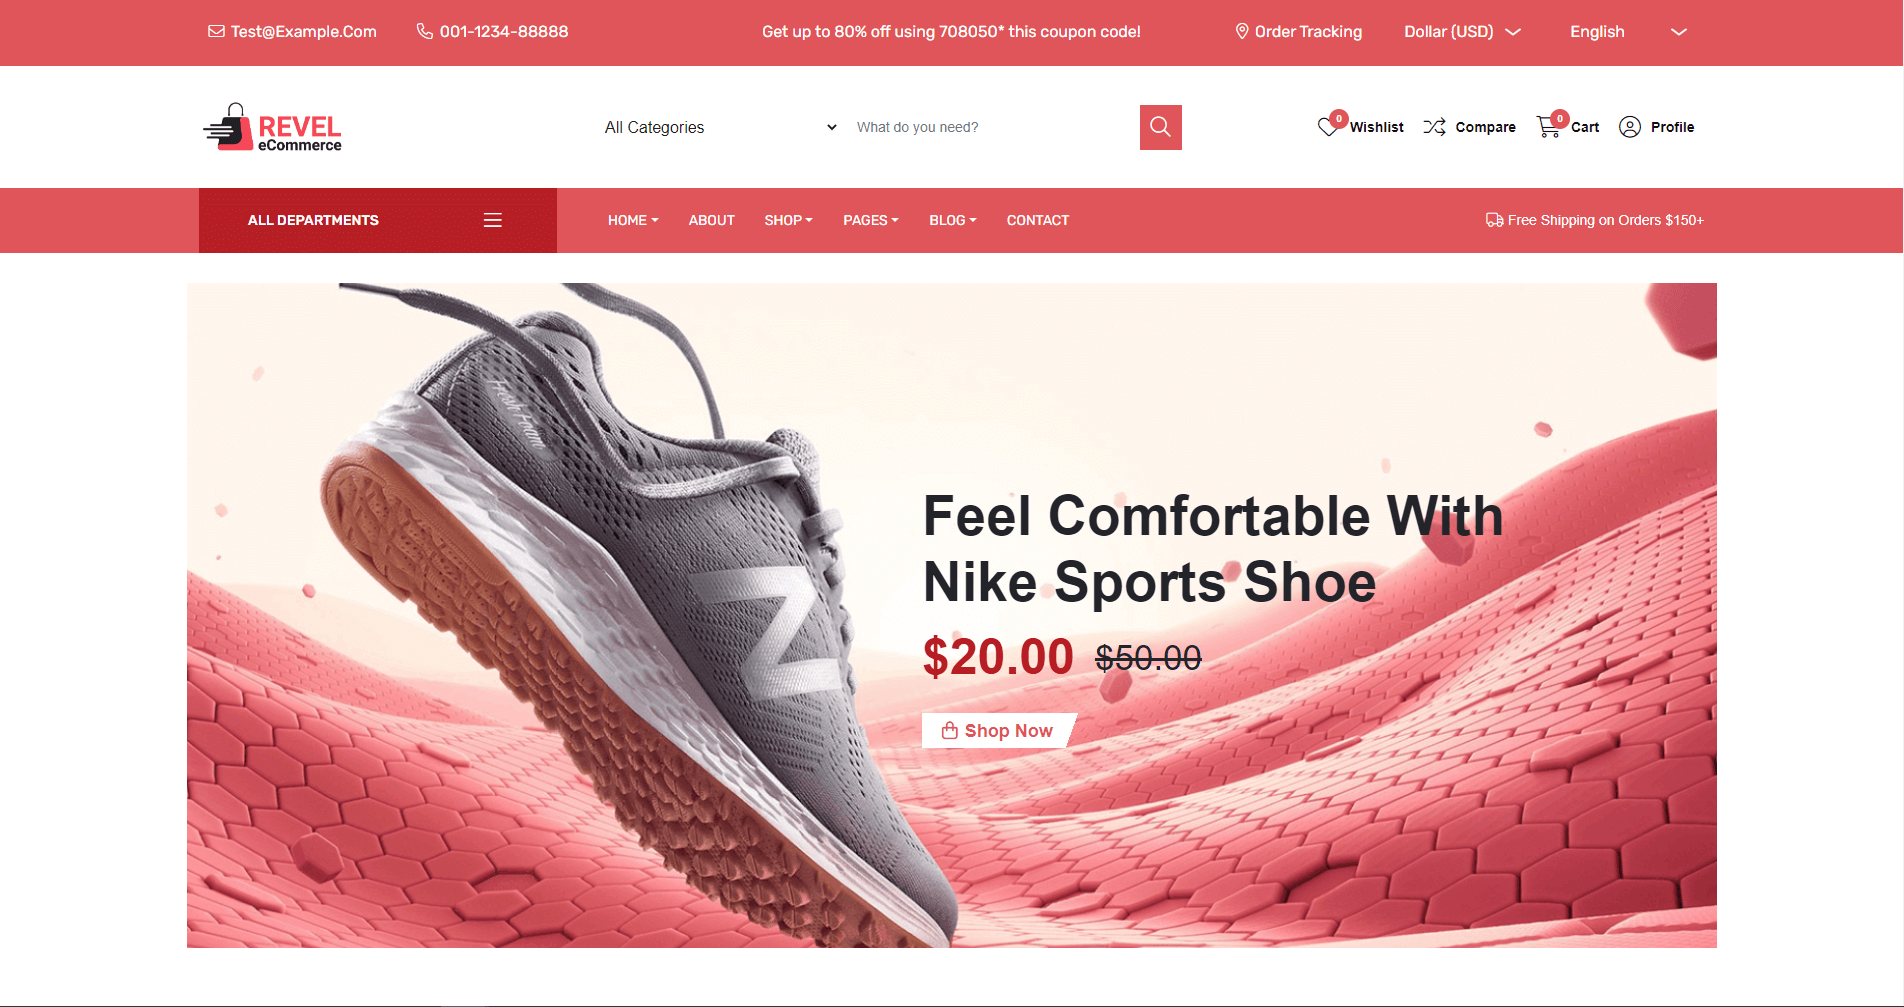 Test@Example.Com
001-1234-88888
Get up to 80% off using 708050* this coupon code!
Order Tracking
Dollar (USD)
English
REVEL
eCommerce
All Categories
What do you need?
0
Wishlist
Compare
0
Cart
Profile
ALL DEPARTMENTS
HOME
ABOUT
SHOP
PAGES
BLOG
CONTACT
Free Shipping on Orders $150+
Fresh Foam
N
Feel Comfortable With
Nike Sports Shoe
$20.00 $50.00
Shop Now